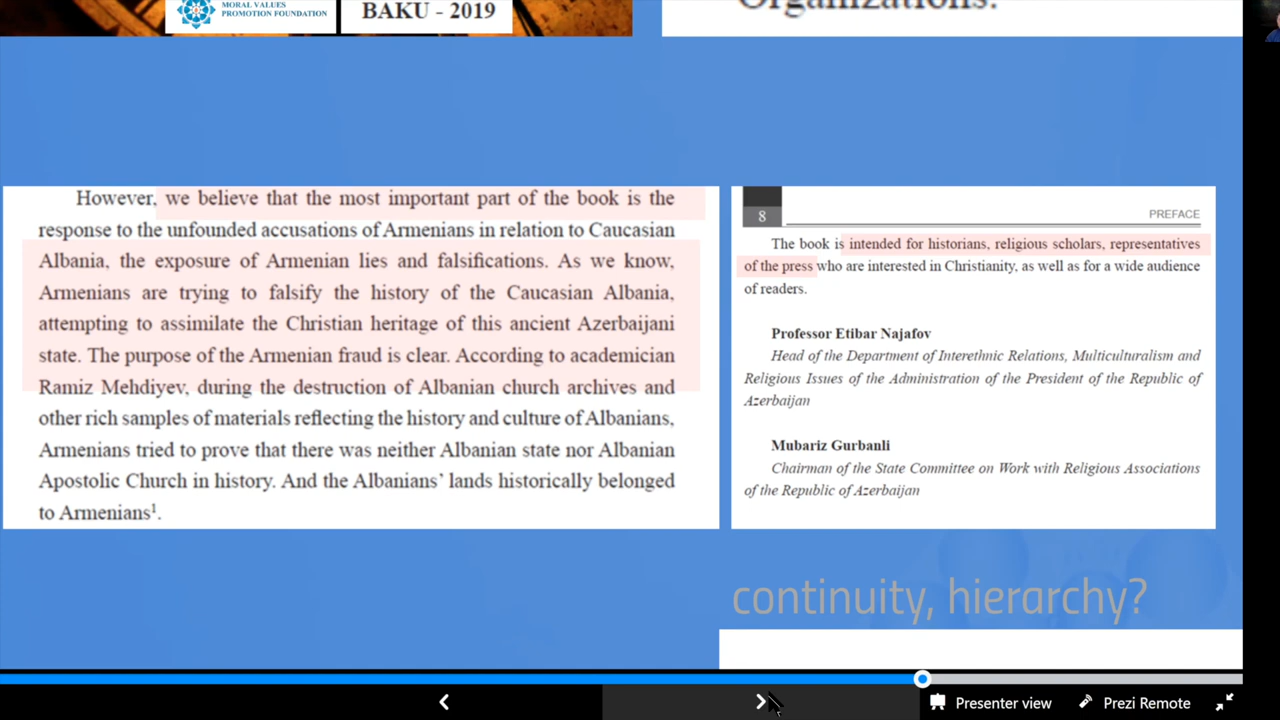 MORAL VALUES
PROMOTION FOUNDATION
BAKU - 2019
Organizations.
However, we believe that the most important part of the book is the
response to the unfounded accusations of Armenians in relation to Caucasian
Albania, the exposure of Armenian lies and falsifications. As we know,
Armenians are trying to falsify the history of the Caucasian Albania,
attempting to assimilate the Christian heritage of this ancient Azerbaijani
state. The purpose of the Armenian fraud is clear. According to academician
Ramiz Mehdiyev, during the destruction of Albanian church archives and
other rich samples of materials reflecting the history and culture of Albanians,
Armenians tried to prove that there was neither Albanian state nor Albanian
Apostolic Church in history. And the Albanians’ lands historically belonged
to Armenians¹.
8
PREFACE
The book is intended for historians, religious scholars, representatives
of the press who are interested in Christianity, as well as for a wide audience
of readers.
Professor Etibar Najafov
Head of the Department of Interethnic Relations, Multiculturalism and
Religious Issues of the Administration of the President of the Republic of
Azerbaijan
Mubariz Gurbanli
Chairman of the State Committee on Work with Religious Associations
of the Republic of Azerbaijan
continuity, hierarchy?
Presenter view
Prezi Remote